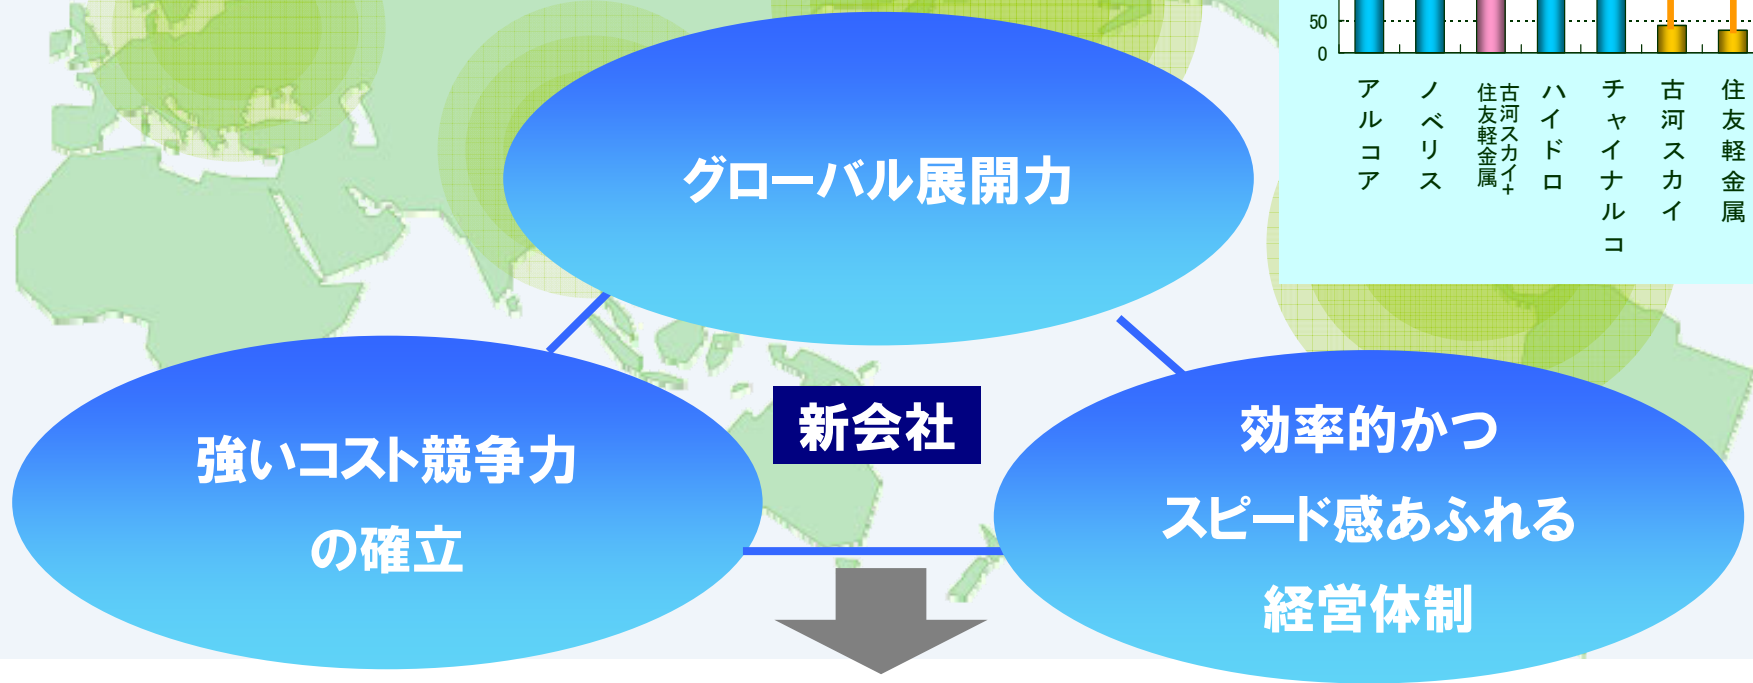 グローバル展開力
強いコスト競争力
の確立
新会社
効率的かつ
スピード感あふれる
経営体制
50
0
アルコア
ノベリス
古河スカイ+
住友軽金属
ハイドロ
チャイナルコ
古河スカイ
住友軽金属